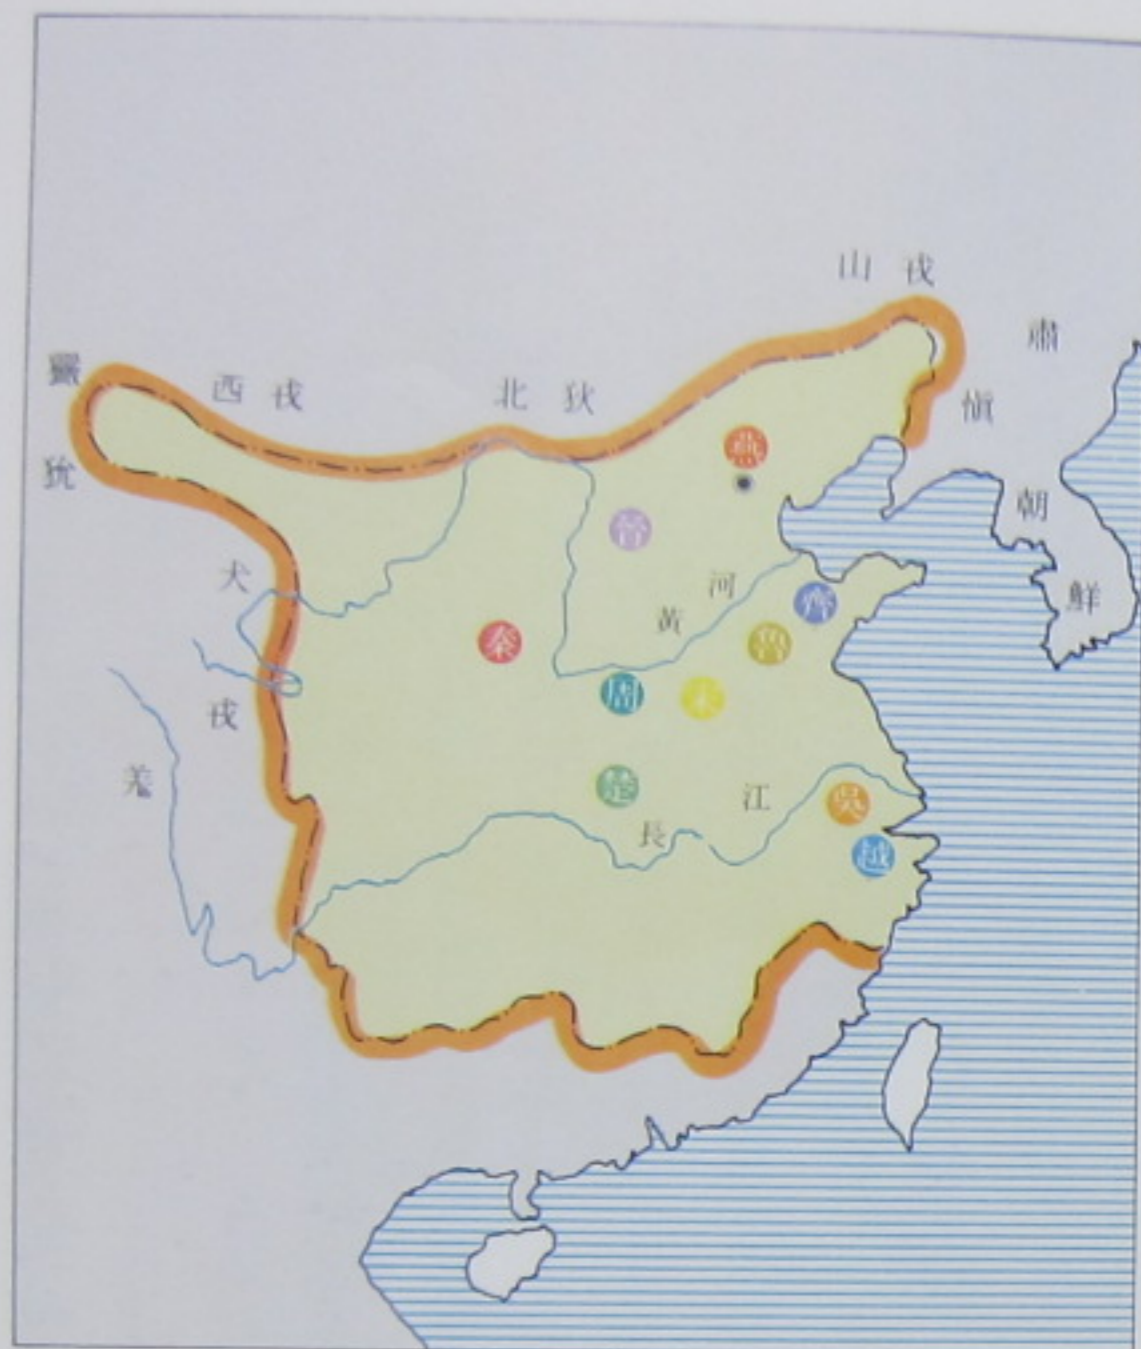 山戎
肅慎
玁狁
西戎
北狄
燕
晉
朝鮮
犬戎
黃河
齊
魯
秦
周
宋
羌
楚
長江
吳
越